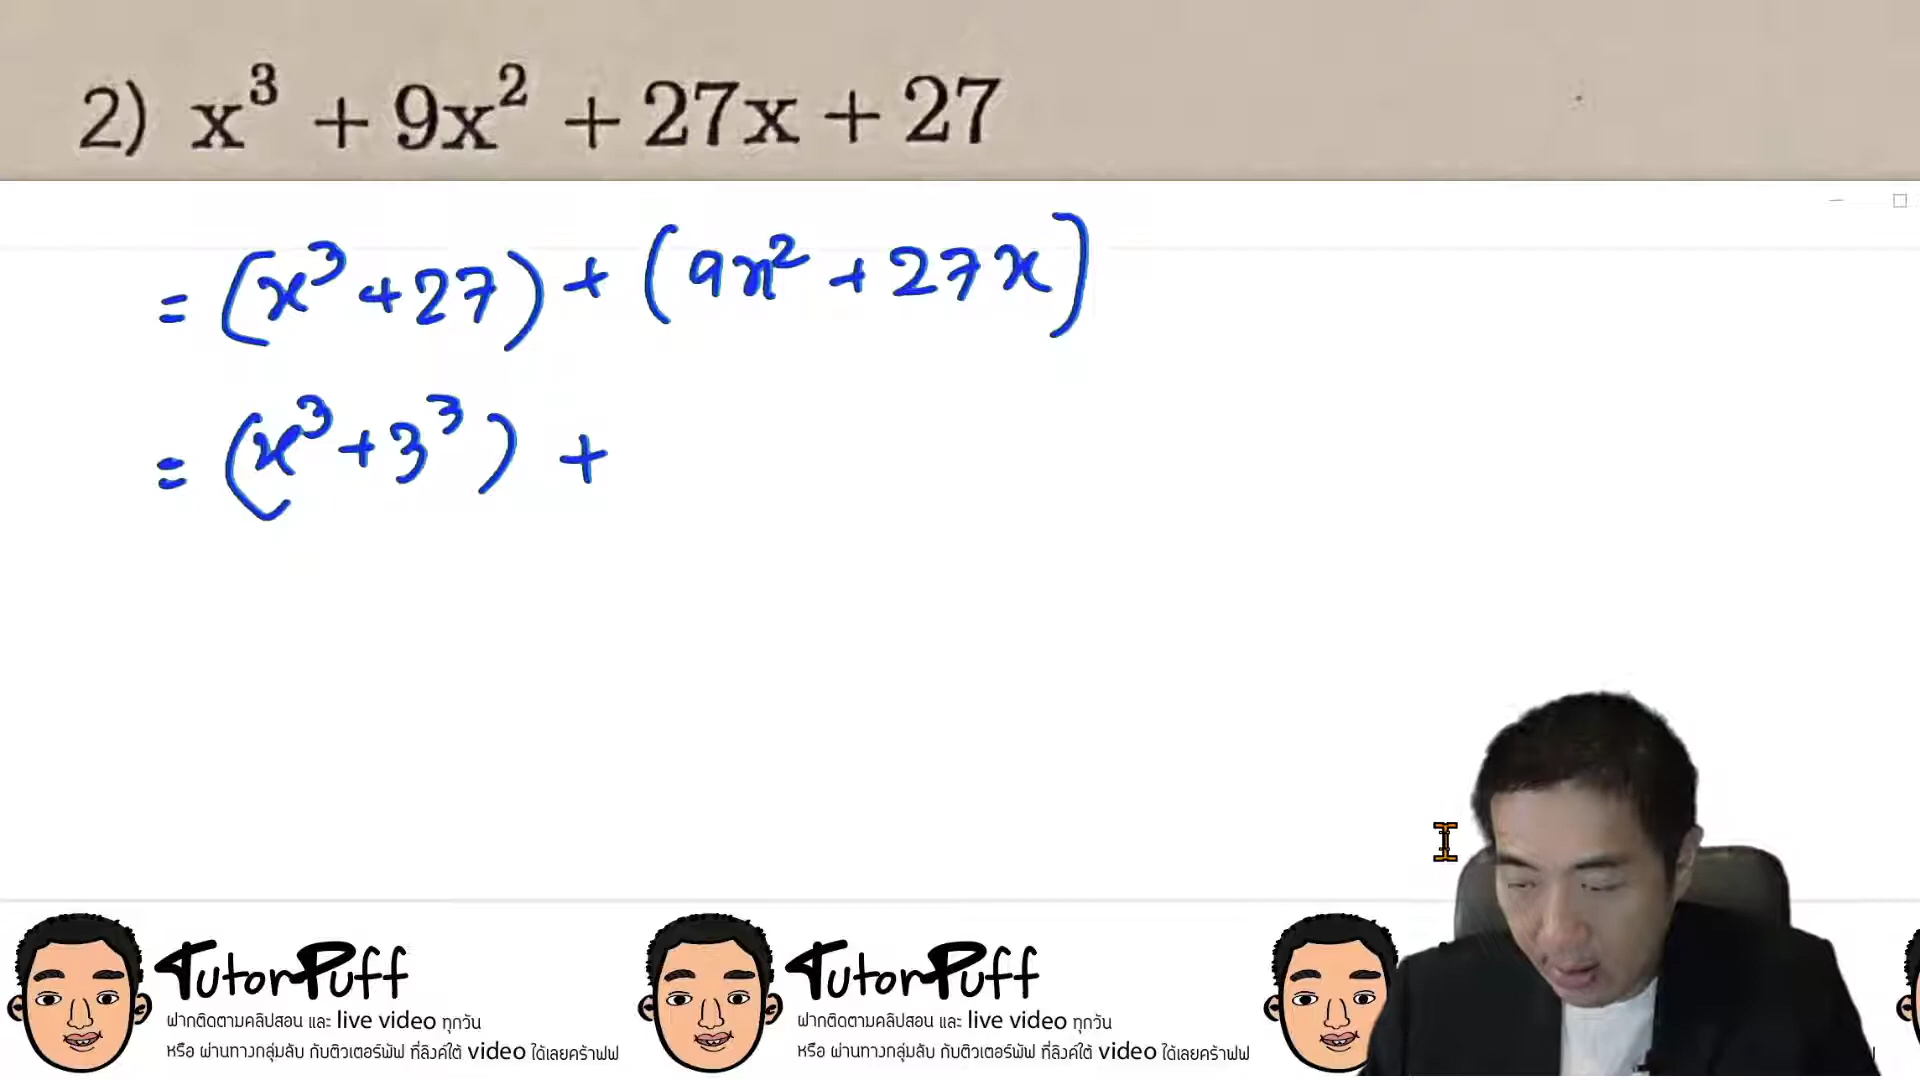 2) x³ + 9x² + 27x + 27
= (x³ + 27) + (9x² + 27x)
= (x³ + 3³) +
TutorPuff
ฝากติดตามคลิปสอน และ live video ทุกวัน
หรือ ผ่านทางกลุ่มลับ กับติวเตอร์พัฟ ที่ลิงค์ใต้ video ได้เลยคร้าฟฟ
TutorPuff
ฝากติดตามคลิปสอน และ live video ทุกวัน
หรือ ผ่านทางกลุ่มลับ กับติวเตอร์พัฟ ที่ลิงค์ใต้ video ได้เลยคร้าฟฟ